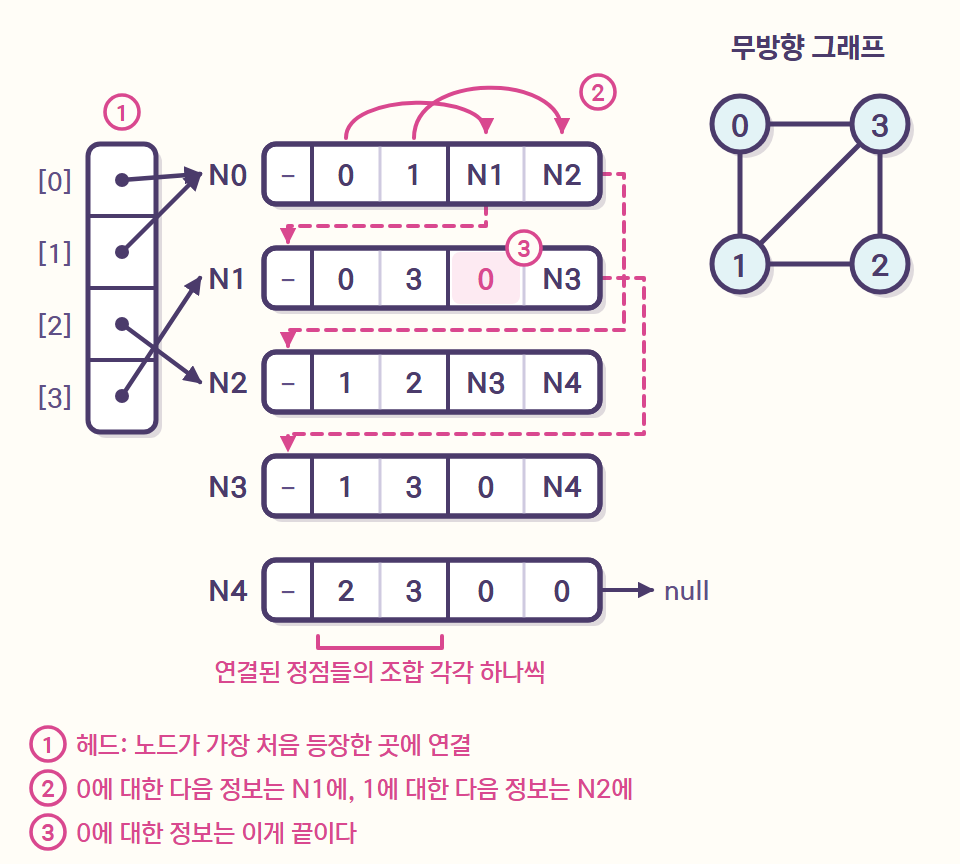 무방향 그래프
①
②
[0]
[1]
[2]
[3]
N0 – 0 1 N1 N2
③
N1 – 0 3 0 N3
N2 – 1 2 N3 N4
N3 – 1 3 0 N4
N4 – 2 3 0 0 null
0 3
1 2
연결된 정점들의 조합 각각 하나씩
① 헤드: 노드가 가장 처음 등장한 곳에 연결
② 0에 대한 다음 정보는 N1에, 1에 대한 다음 정보는 N2에
③ 0에 대한 정보는 이게 끝이다